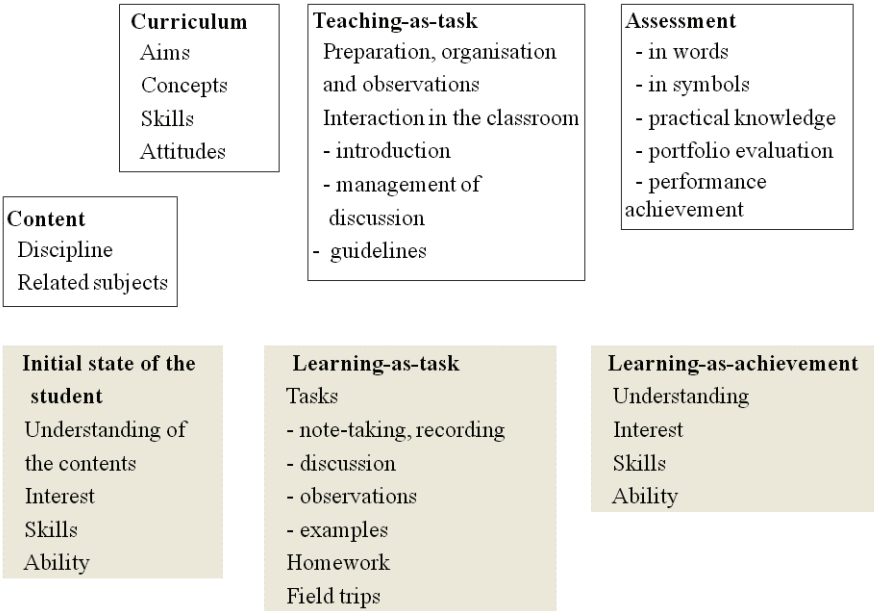 Curriculum
Aims
Concepts
Skills
Attitudes
Teaching-as-task
Preparation, organisation
and observations
Interaction in the classroom
- introduction
- management of
discussion
- guidelines
Assessment
- in words
- in symbols
- practical knowledge
- portfolio evaluation
- performance
achievement
Content
Discipline
Related subjects
Initial state of the
student
Understanding of
the contents
Interest
Skills
Ability
Learning-as-task
Tasks
- note-taking, recording
- discussion
- observations
- examples
Homework
Field trips
Learning-as-achievement
Understanding
Interest
Skills
Ability